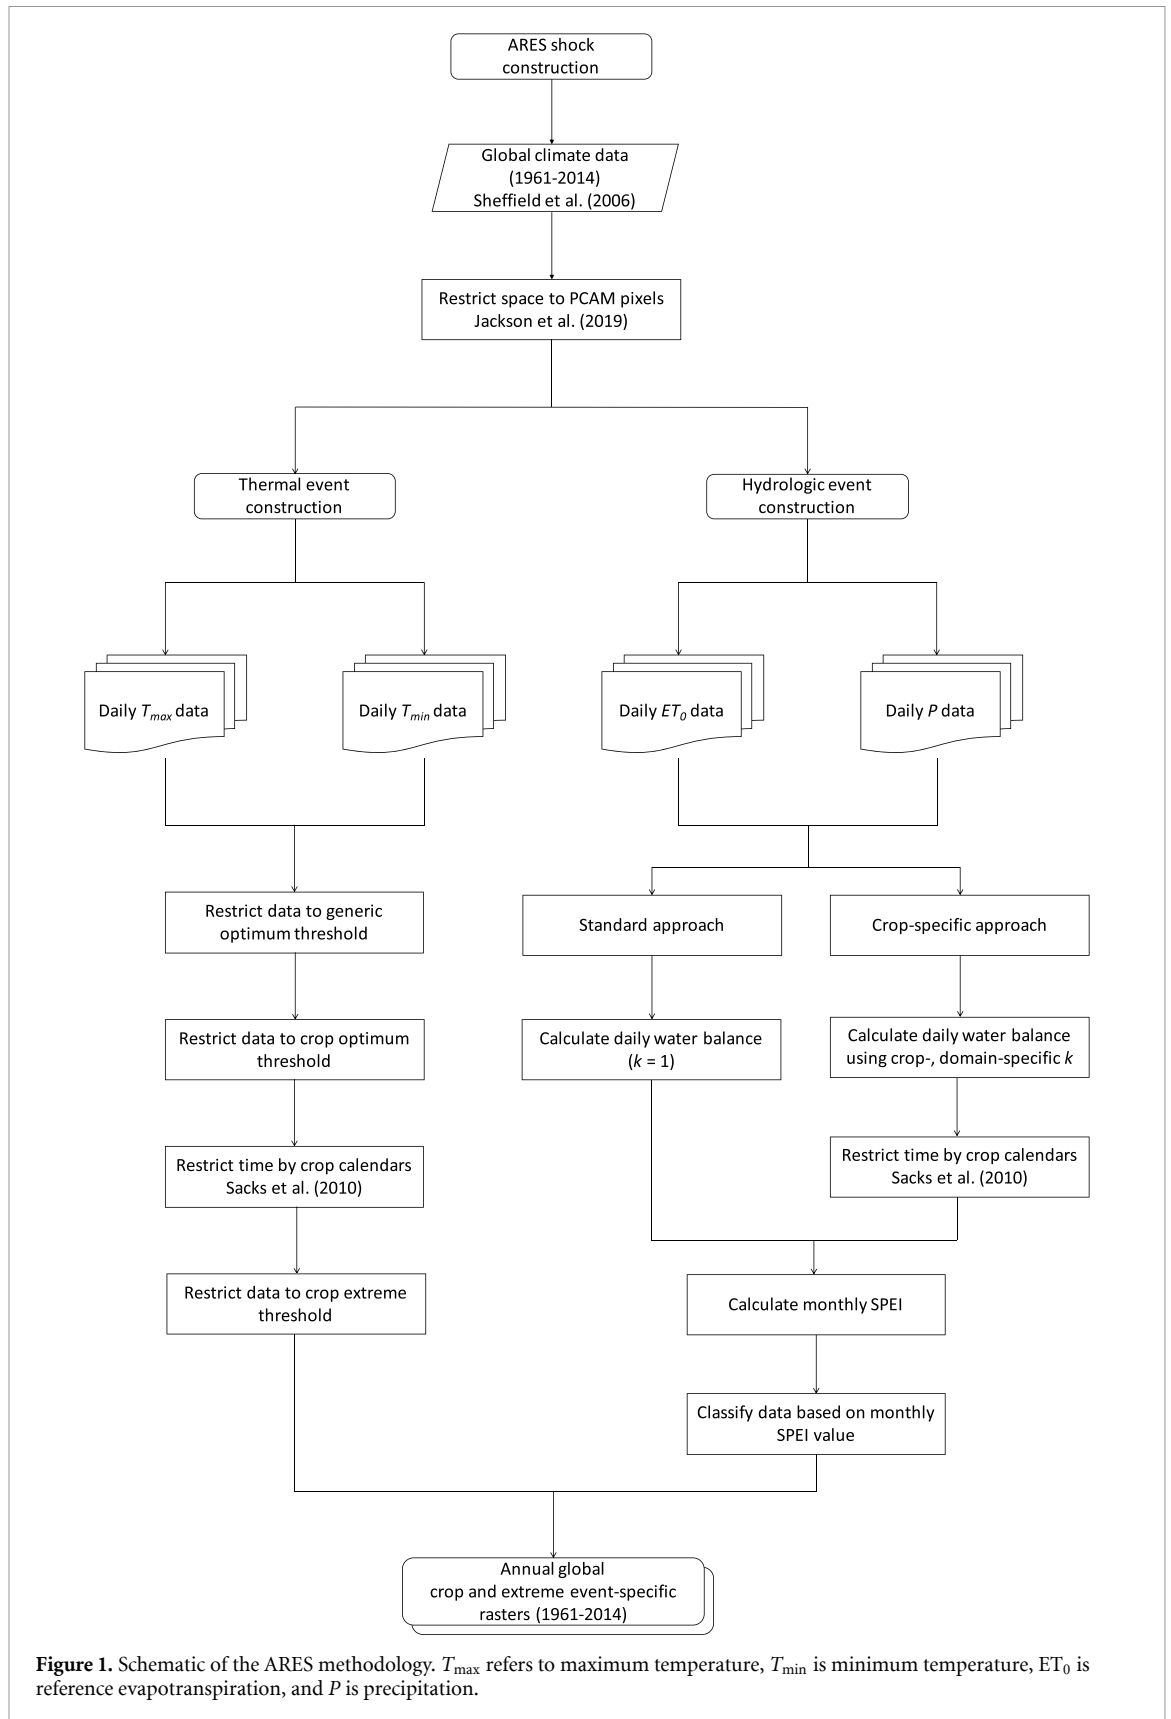 ARES shock
construction
Global climate data
(1961-2014)
Sheffield et al. (2006)
Restrict space to PCAM pixels
Jackson et al. (2019)
Thermal event
construction
Hydrologic event
construction
Daily Tmax data
Daily Tmin data
Daily ET0 data
Daily P data
Restrict data to generic
optimum threshold
Standard approach
Crop-specific approach
Restrict data to crop optimum
threshold
Calculate daily water balance
(k = 1)
Calculate daily water balance
using crop-, domain-specific k
Restrict time by crop calendars
Sacks et al. (2010)
Restrict time by crop calendars
Sacks et al. (2010)
Restrict data to crop extreme
threshold
Calculate monthly SPEI
Classify data based on monthly
SPEI value
Annual global
crop and extreme event-specific
rasters (1961-2014)
Figure 1. Schematic of the ARES methodology. Tmax refers to maximum temperature, Tmin is minimum temperature, ET0 is
reference evapotranspiration, and P is precipitation.